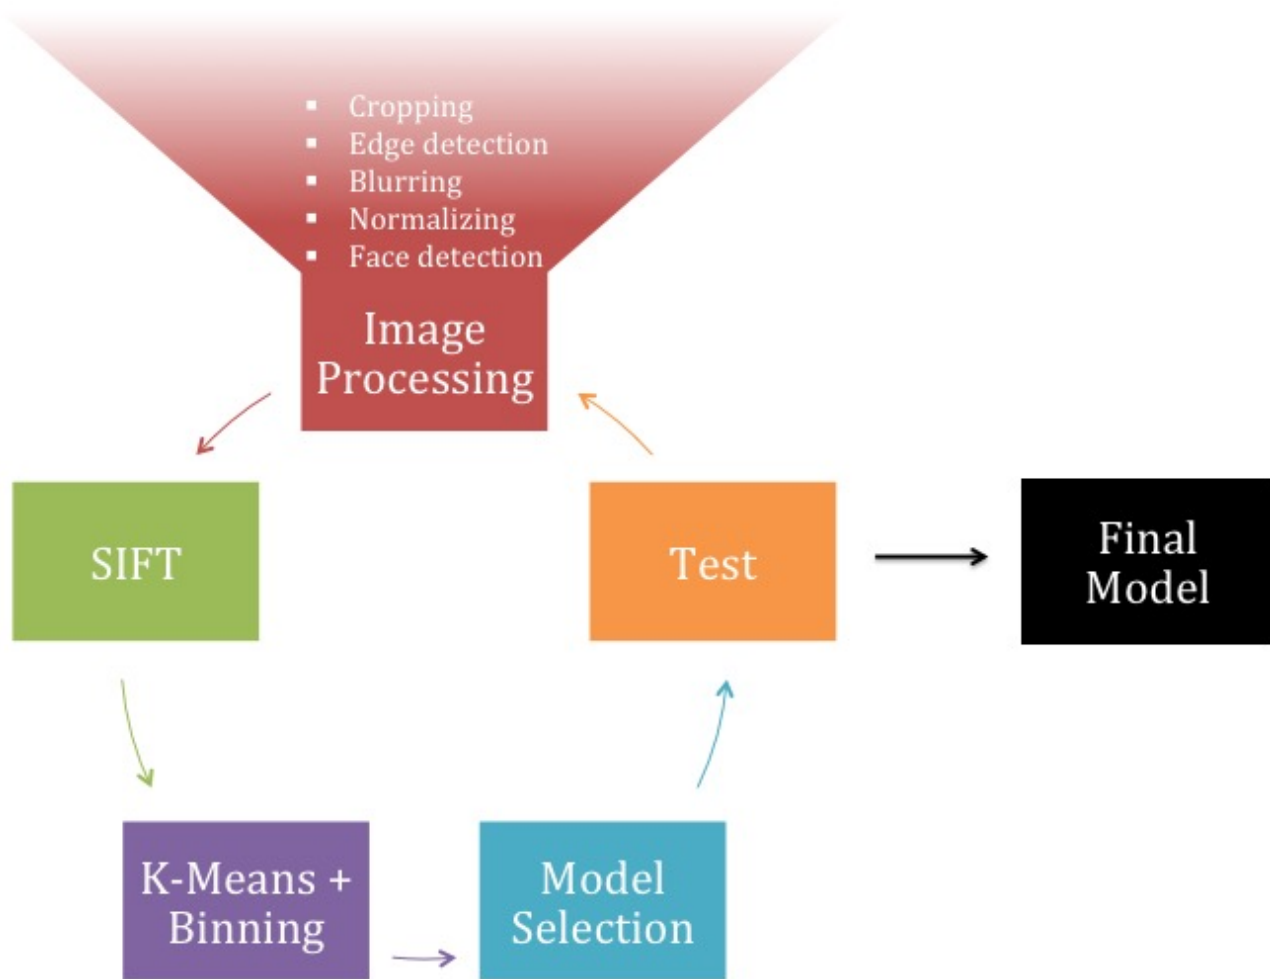 Cropping
Edge detection
Blurring
Normalizing
Face detection
Image
Processing
SIFT
Test
Final
Model
K-Means +
Binning
Model
Selection